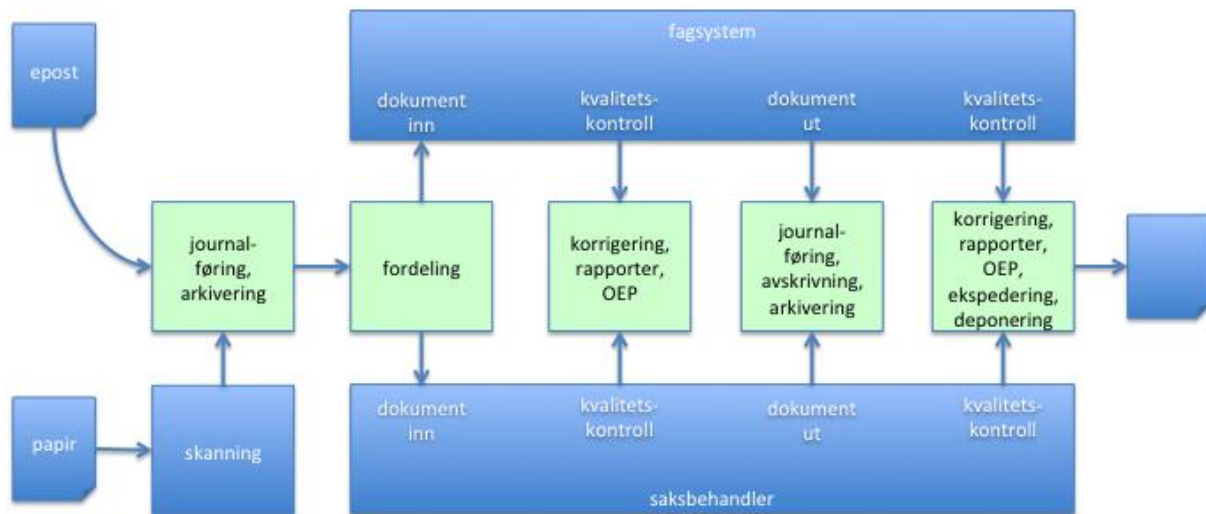 fagsystem
epost
dokument
inn
kvalitets-
kontroll
dokument
ut
kvalitets-
kontroll
journal-
føring,
arkivering
fordeling
korrigering,
rapporter,
OEP
journal-
føring,
avskrivning,
arkivering
korrigering,
rapporter,
OEP,
ekspedering,
deponering
papir
skanning
dokument
inn
kvalitets-
kontroll
dokument
ut
kvalitets-
kontroll
saksbehandler